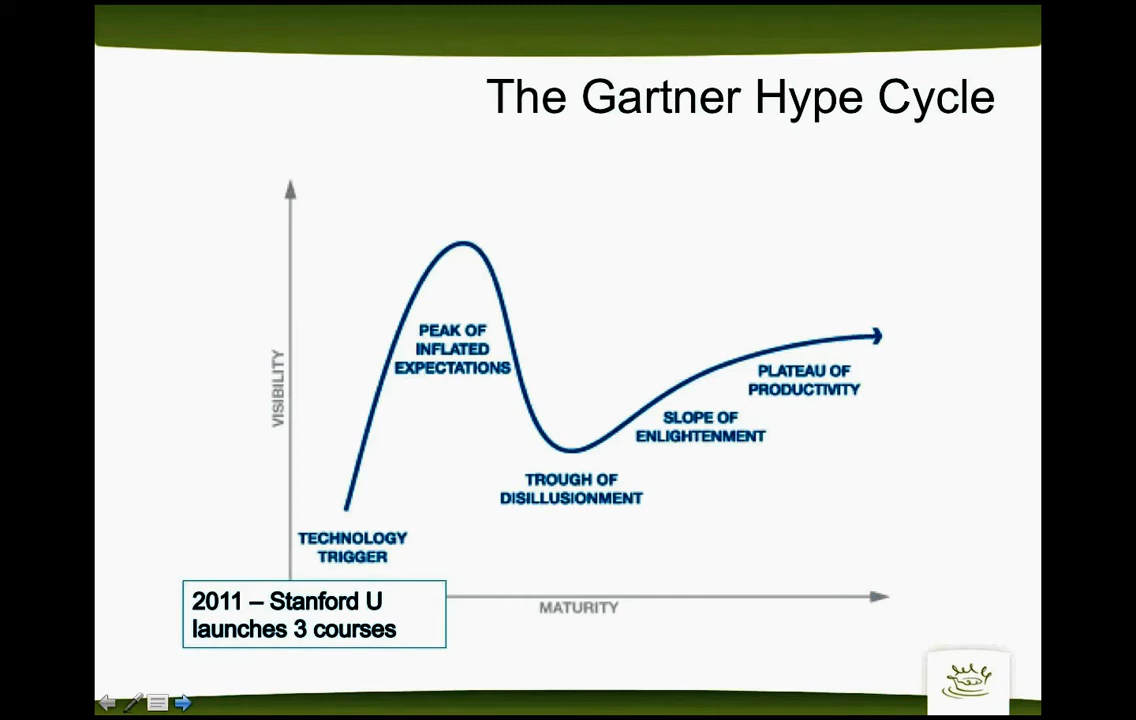 The Gartner Hype Cycle
VISIBILITY
PEAK OF
INFLATED
EXPECTATIONS
PLATEAU OF
PRODUCTIVITY
SLOPE OF
ENLIGHTENMENT
TROUGH OF
DISILLUSIONMENT
TECHNOLOGY
TRIGGER
2011 – Stanford U
launches 3 courses
MATURITY